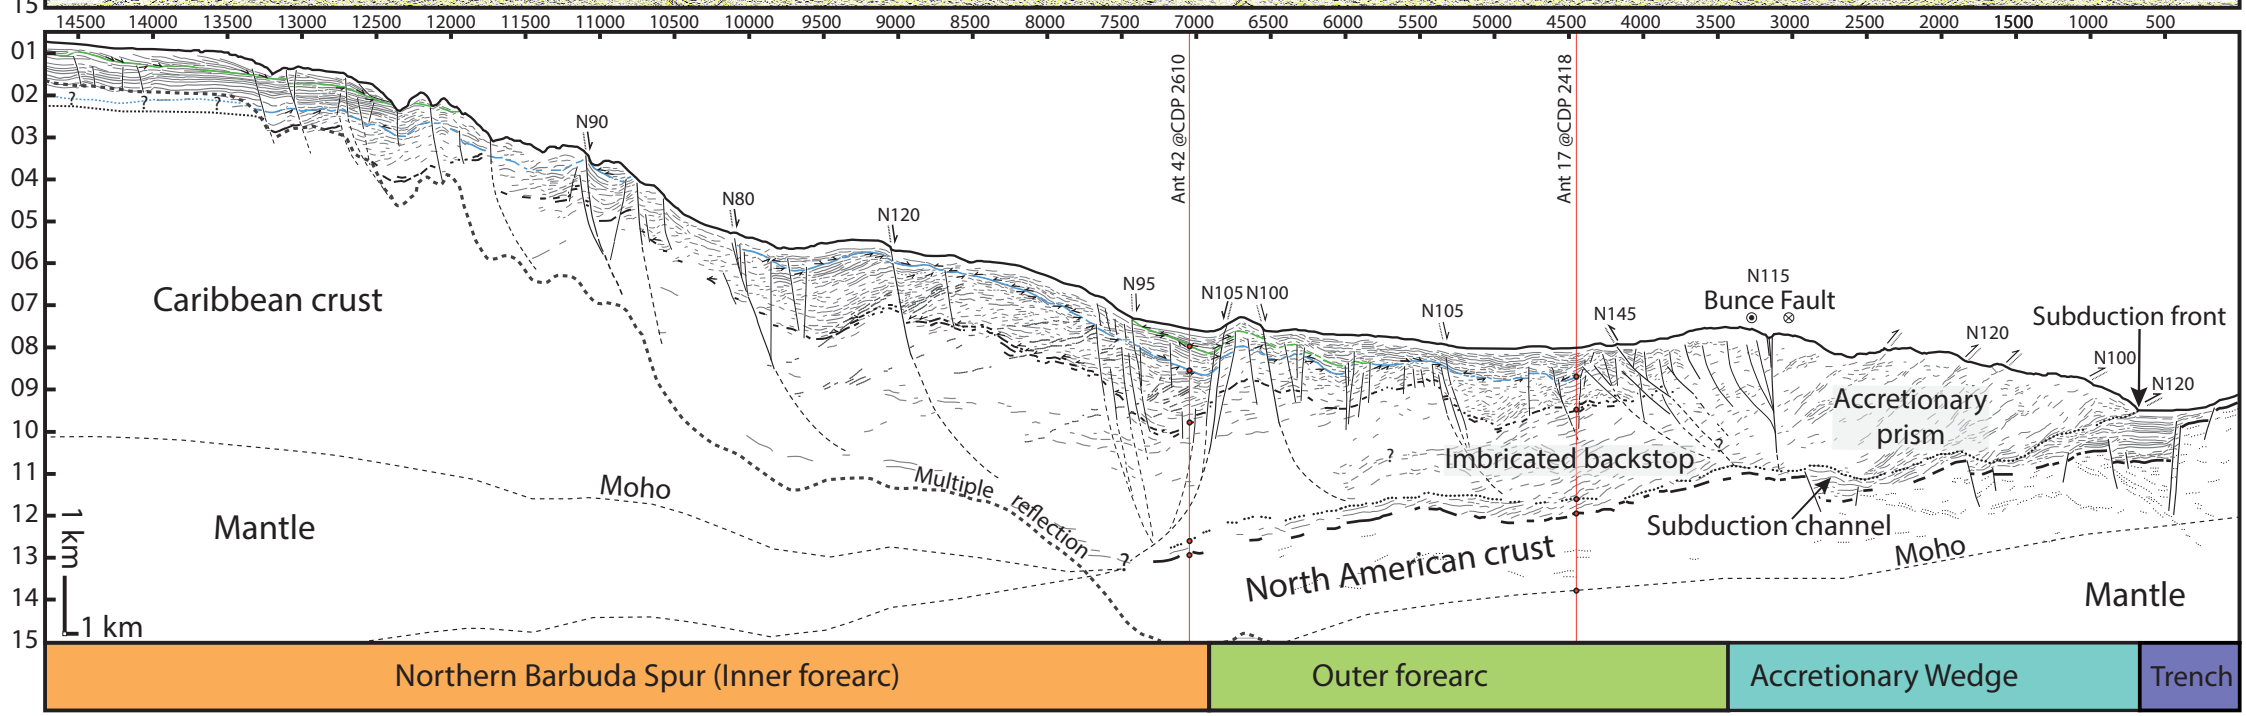 15
14500 14000 13500 13000 12500 12000 11500 11000 10500 10000 9500 9000 8500 8000 7500 7000 6500 6000 5500 5000 4500 4000 3500 3000 2500 2000 1500 1000 500
01
02
03
04
05
06
07
08
09
10
11
12
13
14
15
? ? ?
N90
N80
N120
Ant 42 @CDP 2610
Ant 17 @CDP 2418
N95
N105
N100
N105
N145
N115
Bunce Fault
Subduction front
N120
N100
N120
Caribbean crust
Accretionary
prism
?
?
Imbricated backstop
Moho
Multiple
reflection
Mantle
Subduction channel
?
North American crust
Moho
Mantle
1 km
1 km
Northern Barbuda Spur (Inner forearc)
Outer forearc
Accretionary Wedge
Trench